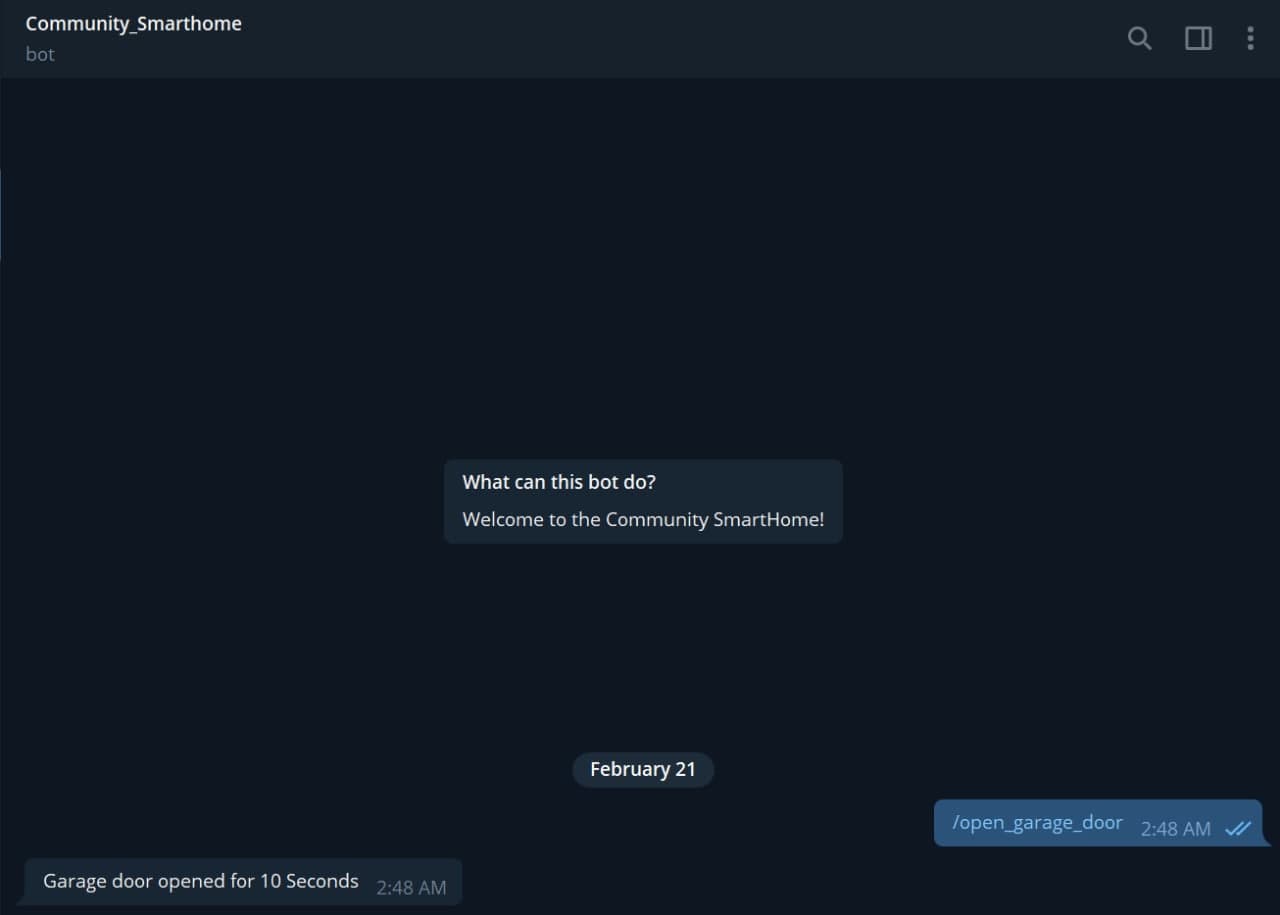 Community_Smarthome
bot
What can this bot do?
Welcome to the Community SmartHome!
February 21
/open_garage_door 2:48 AM
Garage door opened for 10 Seconds 2:48 AM